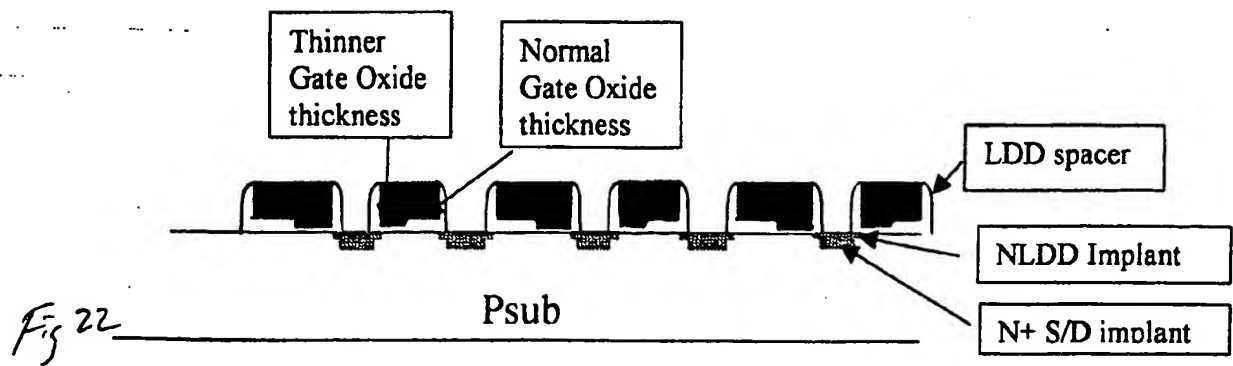 Thinner
Gate Oxide
thickness
Normal
Gate Oxide
thickness
LDD spacer
NLDD Implant
N+ S/D implant
Psub
Fig 22